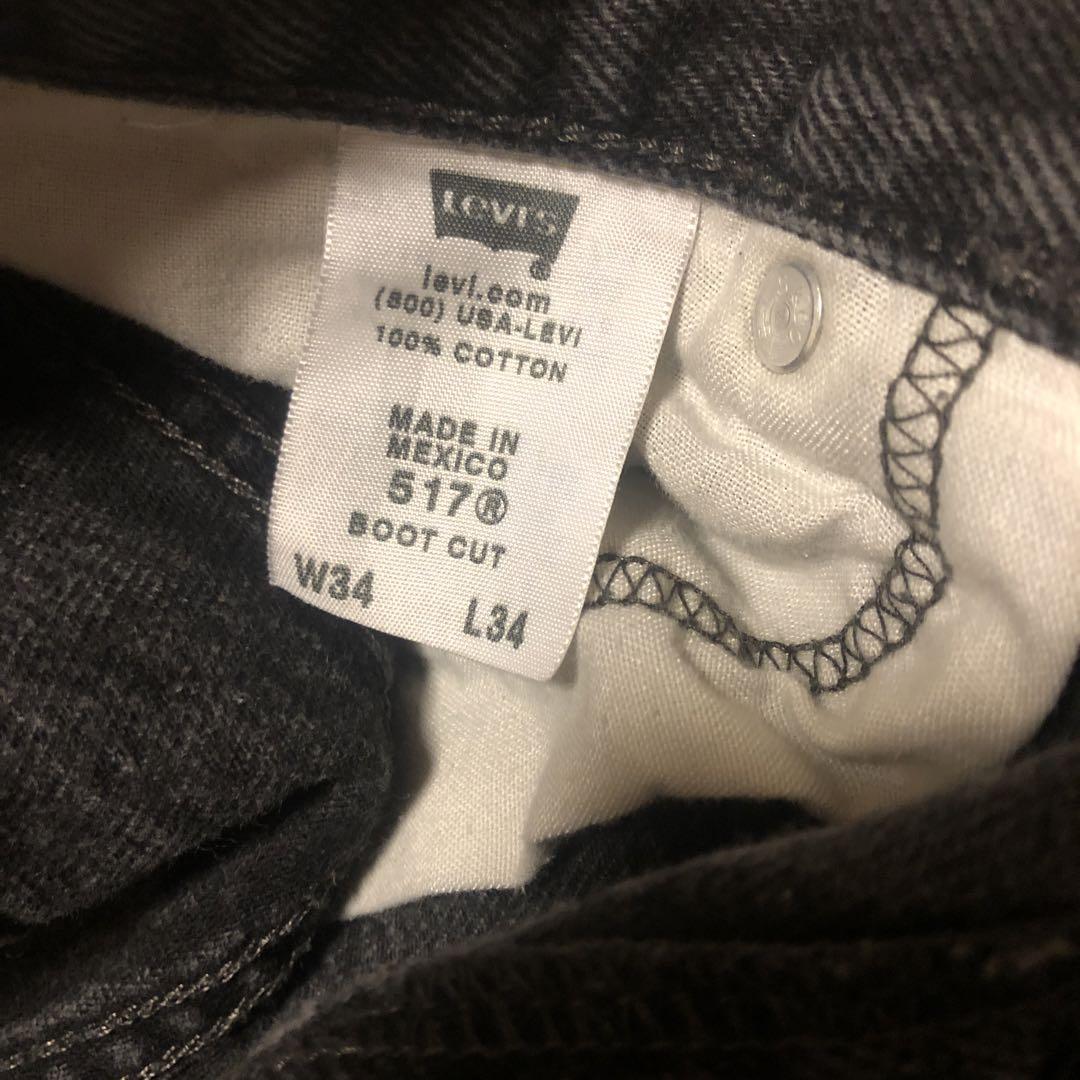 Levi's
levi.com
(800) USA-LEVI
100% COTTON
MADE IN
MEXICO
517®
BOOT CUT
W34
L34